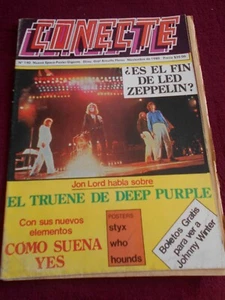 CONECTE
¿ES EL FIN
DE LED
ZEPPELIN?
Jon Lord habla sobre
EL TRUENE DE DEEP PURPLE
Con sus nuevos
elementos
COMO SUENA
YES
POSTERS
styx
who
hounds
Boletos Gratis
para ver a
Johnny Winter